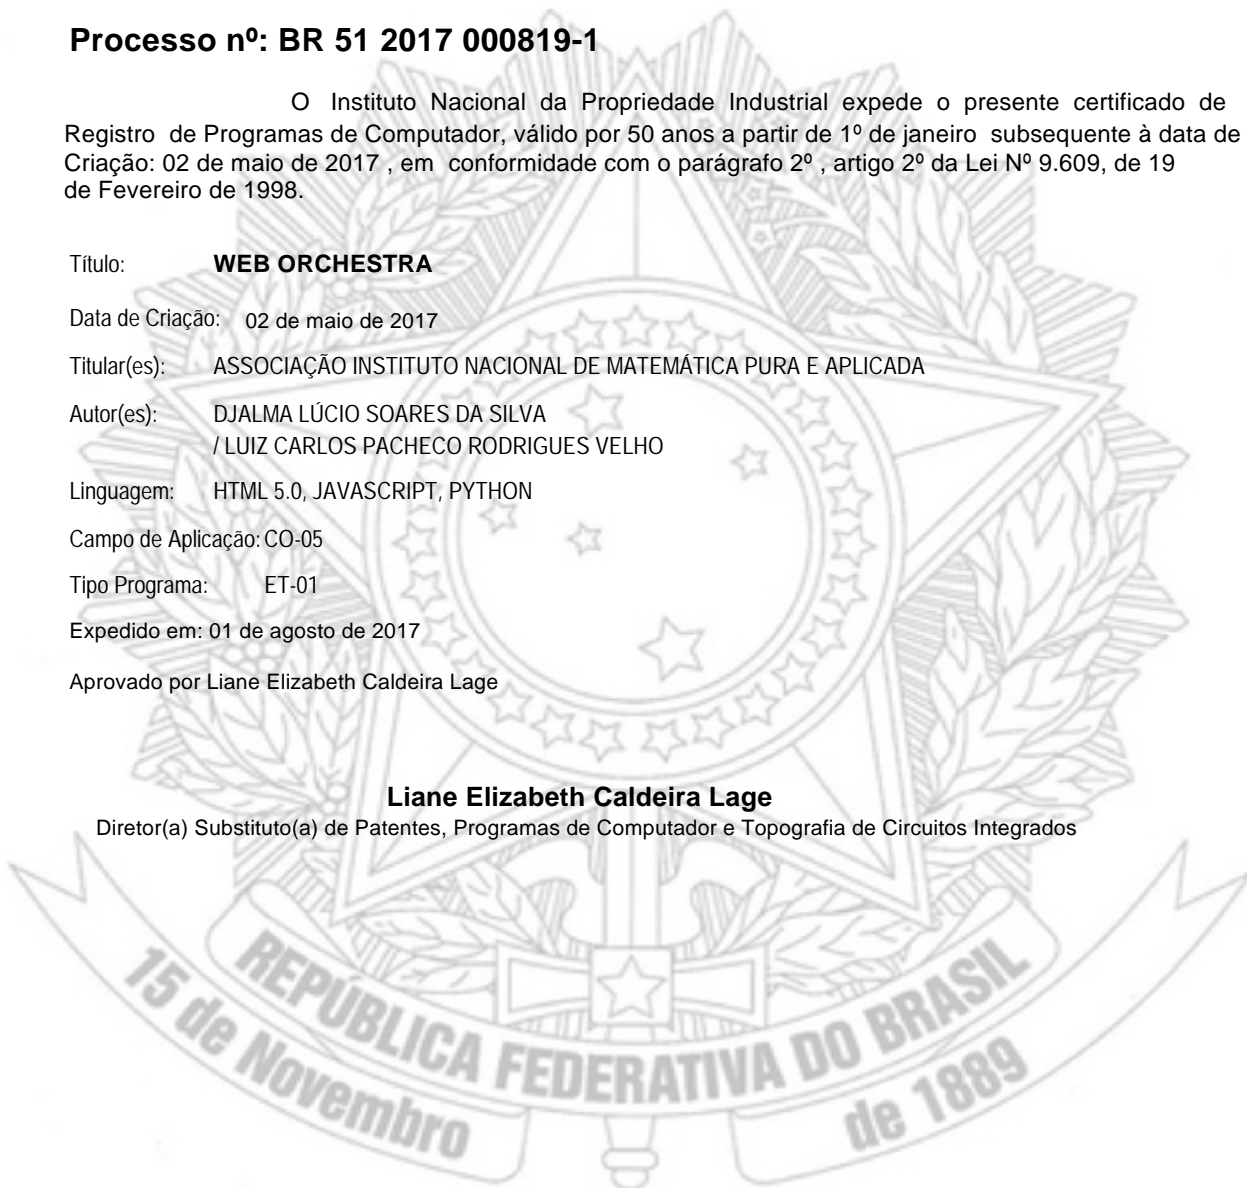 Processo nº: BR 51 2017 000819-1
O Instituto Nacional da Propriedade Industrial expede o presente certificado de
Registro de Programas de Computador, válido por 50 anos a partir de 1º de janeiro subsequente à data de
Criação: 02 de maio de 2017 , em conformidade com o parágrafo 2º , artigo 2º da Lei Nº 9.609, de 19
de Fevereiro de 1998.
Título: WEB ORCHESTRA
Data de Criação: 02 de maio de 2017
Titular(es): ASSOCIAÇÃO INSTITUTO NACIONAL DE MATEMÁTICA PURA E APLICADA
Autor(es): DJALMA LÚCIO SOARES DA SILVA
/ LUIZ CARLOS PACHECO RODRIGUES VELHO
Linguagem: HTML 5.0, JAVASCRIPT, PYTHON
Campo de Aplicação: CO-05
Tipo Programa: ET-01
Expedido em: 01 de agosto de 2017
Aprovado por Liane Elizabeth Caldeira Lage
Liane Elizabeth Caldeira Lage
Diretor(a) Substituto(a) de Patentes, Programas de Computador e Topografia de Circuitos Integrados
REPÚBLICA FEDERATIVA DO BRASIL
15 de Novembro de 1889